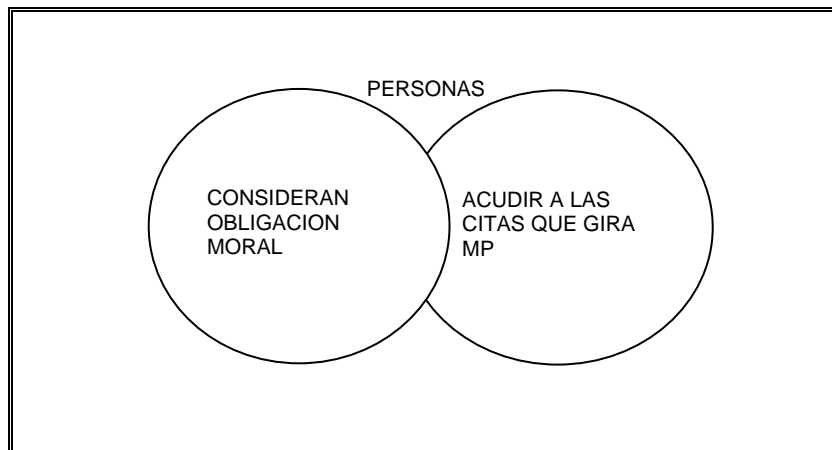 PERSONAS
CONSIDERAN
OBLIGACION
MORAL
ACUDIR A LAS
CITAS QUE GIRA
MP